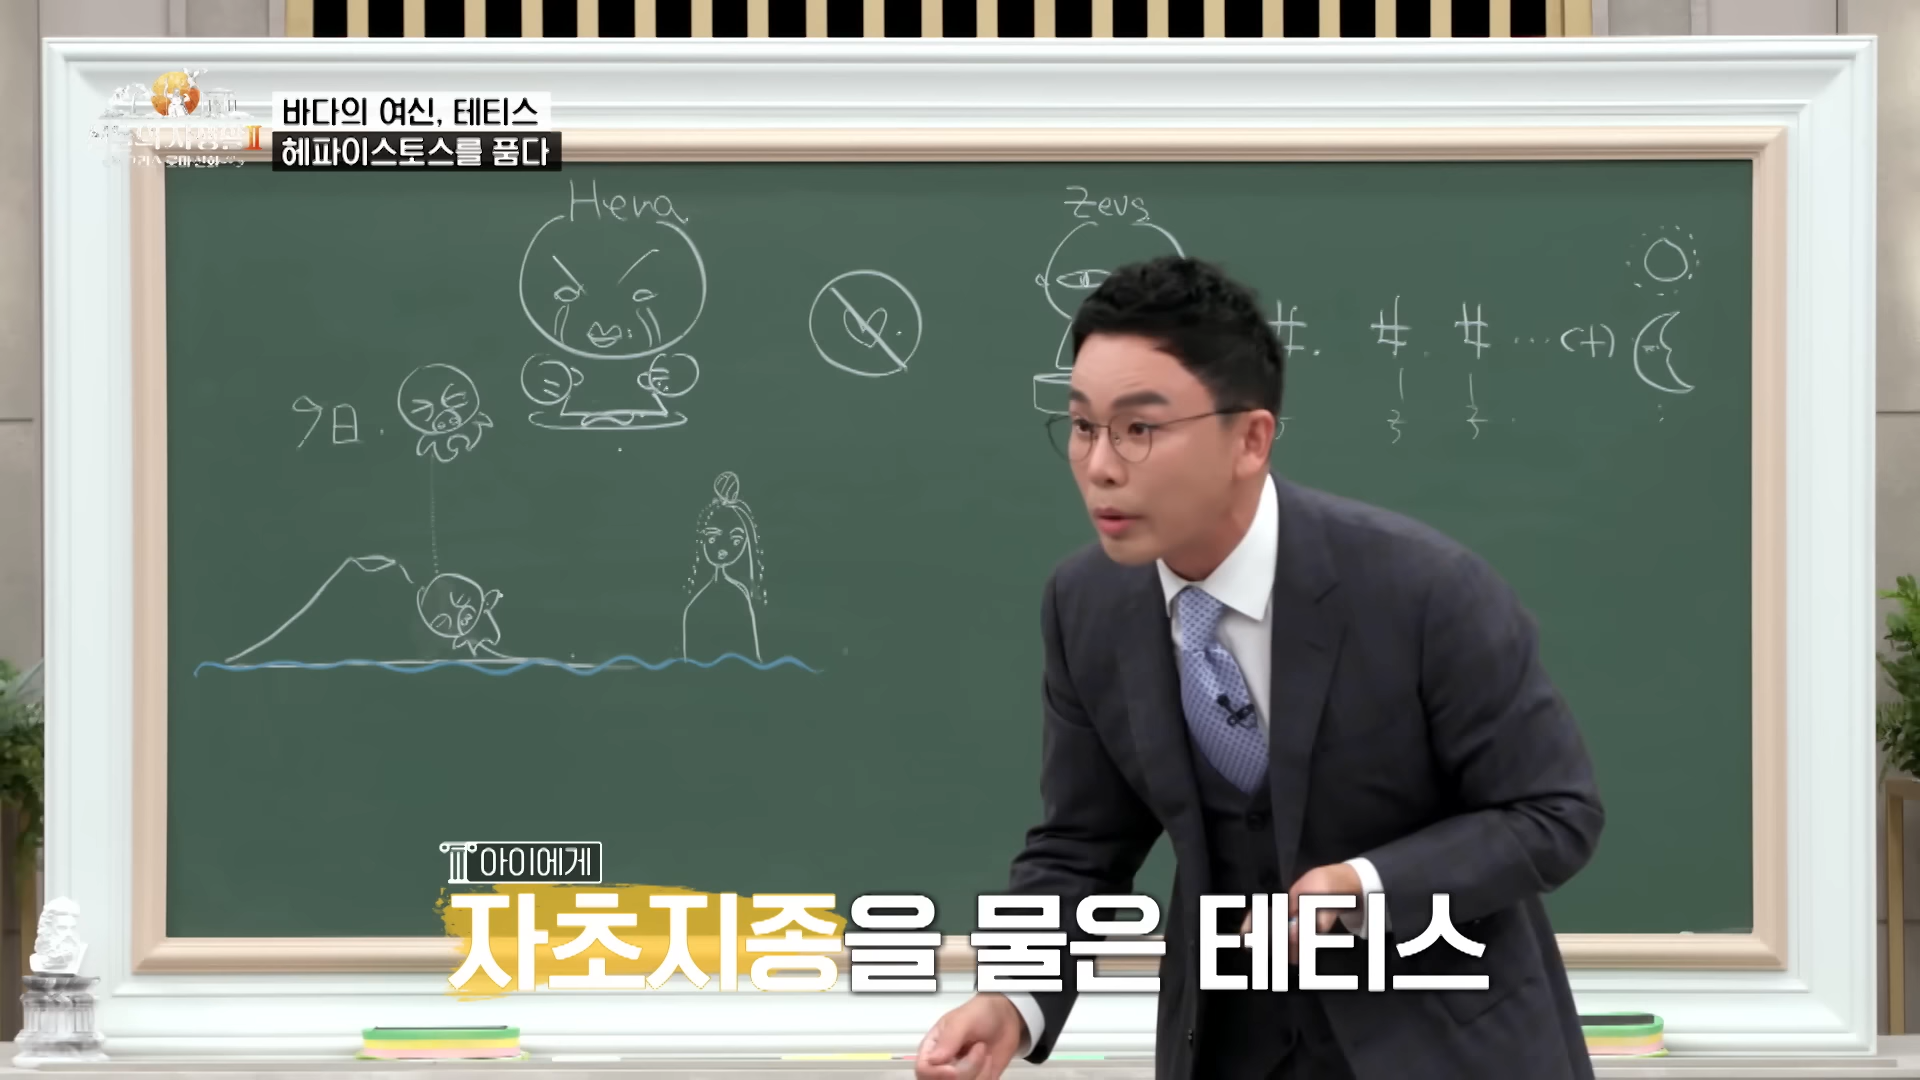 바다의 여신, 테티스
헤파이스토스를 품다
Hera
Zeus
9日.
(+)
아이에게
자초지종을 물은 테티스